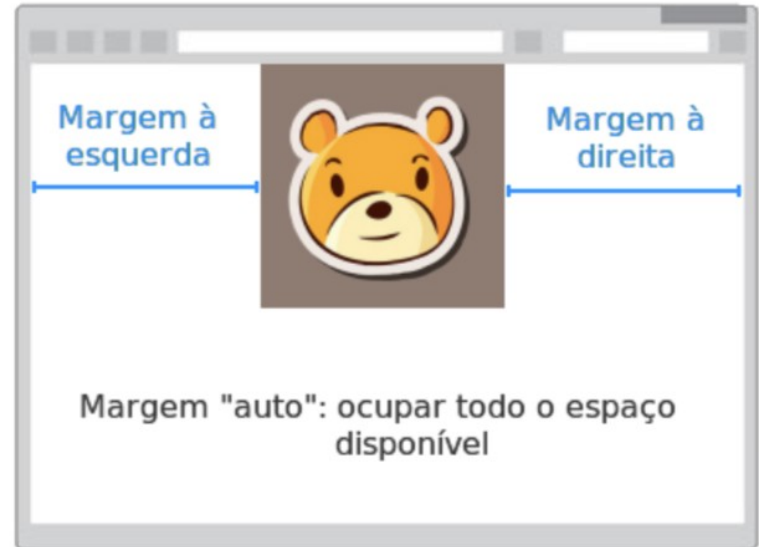 Margem à
esquerda
Margem à
direita
Margem "auto": ocupar todo o espaço
disponível